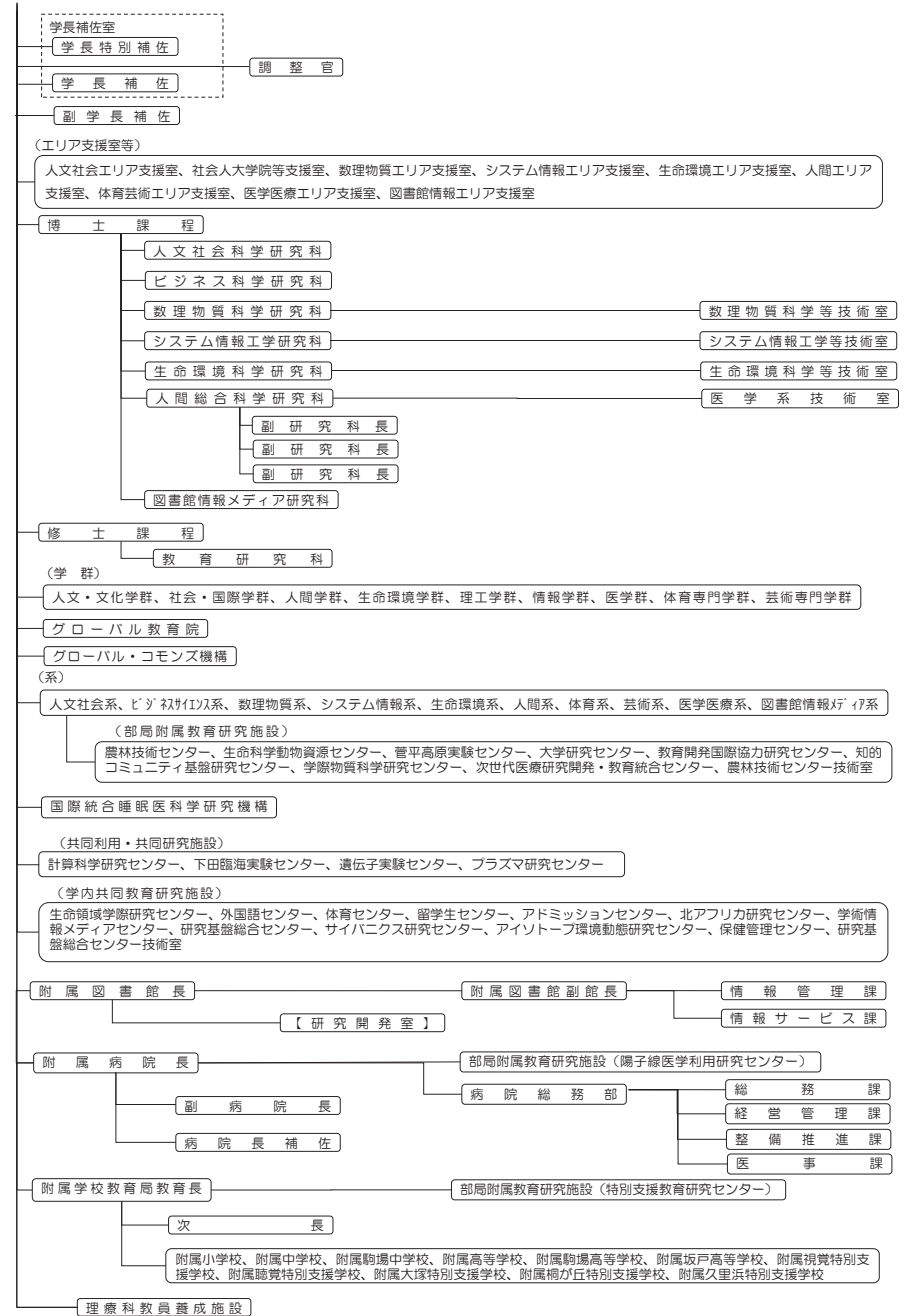 学長補佐室
学長特別補佐
調整官
学長補佐
副学長補佐
（エリア支援室等）
人文社会エリア支援室、社会人大学院等支援室、数理物質エリア支援室、システム情報エリア支援室、生命環境エリア支援室、人間エリア
支援室、体育芸術エリア支援室、医学医療エリア支援室、図書館情報エリア支援室
博士課程
人文社会科学研究科
ビジネス科学研究科
数理物質科学研究科 数理物質科学等技術室
システム情報工学研究科 システム情報工学等技術室
生命環境科学研究科 生命環境科学等技術室
人間総合科学研究科 医学系技術室
副研究科長
副研究科長
副研究科長
図書館情報メディア研究科
修士課程
教育研究科
（学 群）
人文・文化学群、社会・国際学群、人間学群、生命環境学群、理工学群、情報学群、医学群、体育専門学群、芸術専門学群
グローバル教育院
グローバル・コモンズ機構
（系）
人文社会系、ﾋﾞｼﾞﾈｽｻｲｴﾝｽ系、数理物質系、システム情報系、生命環境系、人間系、体育系、芸術系、医学医療系、図書館情報ﾒﾃﾞｨｱ系
（部局附属教育研究施設）
農林技術センター、生命科学動物資源センター、菅平高原実験センター、大学研究センター、教育開発国際協力研究センター、知的
コミュニティ基盤研究センター、学際物質科学研究センター、次世代医療研究開発・教育統合センター、農林技術センター技術室
国際統合睡眠医科学研究機構
（共同利用・共同研究施設）
計算科学研究センター、下田臨海実験センター、遺伝子実験センター、プラズマ研究センター
（学内共同教育研究施設）
生命領域学際研究センター、外国語センター、体育センター、留学生センター、アドミッションセンター、北アフリカ研究センター、学術情
報メディアセンター、研究基盤総合センター、サイバニクス研究センター、アイソトープ環境動態研究センター、保健管理センター、研究基
盤総合センター技術室
附属図書館長 附属図書館副館長 情報管理課
【研究開発室】 情報サービス課
附属病院長 部局附属教育研究施設（陽子線医学利用研究センター）
病院総務部 総務課
副病院長 経営管理課
病院長補佐 整備推進課
医事課
附属学校教育局教育長 部局附属教育研究施設（特別支援教育研究センター）
次長
附属小学校、附属中学校、附属駒場中学校、附属高等学校、附属駒場高等学校、附属坂戸高等学校、附属視覚特別支
援学校、附属聴覚特別支援学校、附属大塚特別支援学校、附属桐が丘特別支援学校、附属久里浜特別支援学校
理療科教員養成施設